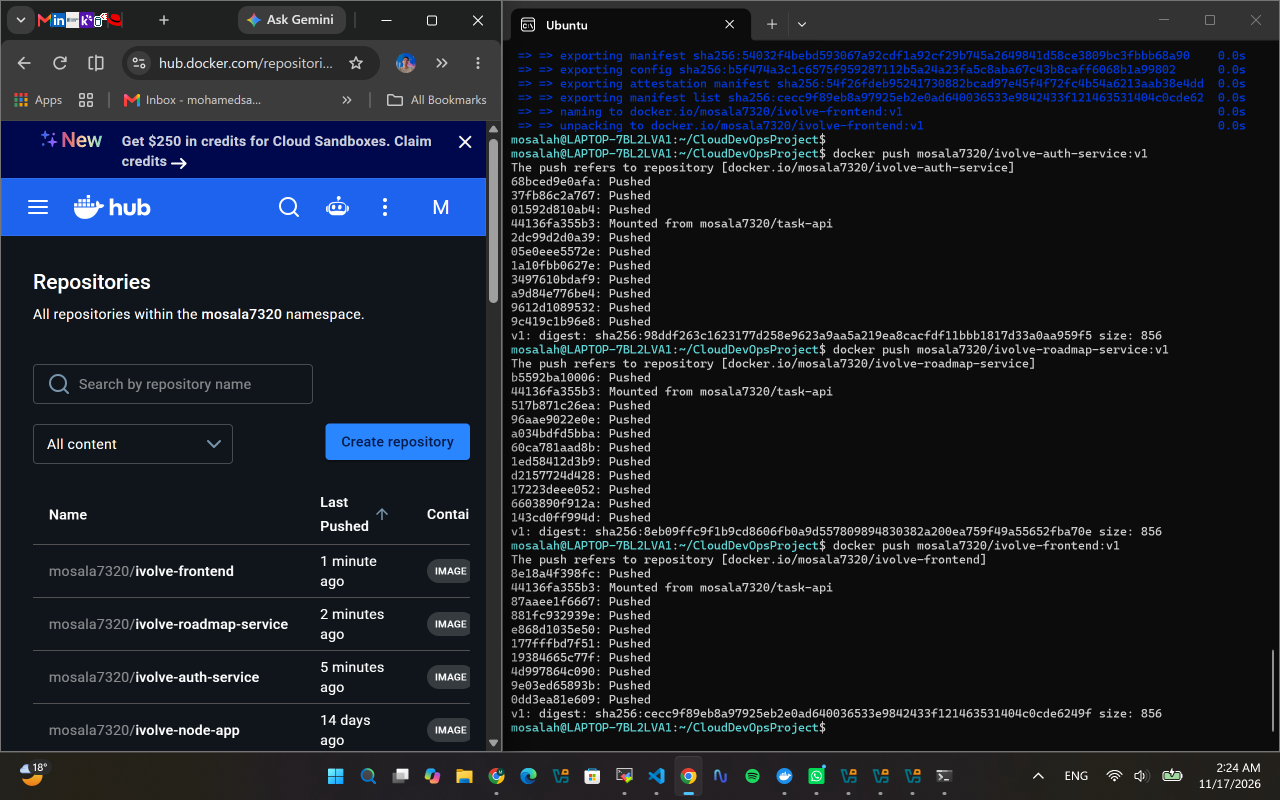 Ask Gemini
hub.docker.com/repositori...
Apps
Inbox - mohamedsa...
All Bookmarks
New
Get $250 in credits for Cloud Sandboxes. Claim
credits →
hub
M
Repositories
All repositories within the mosala7320 namespace.
Search by repository name
All content
Create repository
Name
Last
Pushed
Contai
mosala7320/ivolve-frontend
1 minute
ago
IMAGE
mosala7320/ivolve-roadmap-service
2 minutes
ago
IMAGE
mosala7320/ivolve-auth-service
5 minutes
ago
IMAGE
mosala7320/ivolve-node-app
14 days
ago
IMAGE
Ubuntu
=> => exporting manifest sha256:54032f4bebd593067a92cdf1a92cf29b745a2649841d58ce3809bc3fbbb68a90 0.0s
=> => exporting config sha256:b5f474a3c1c6575f959287112b5a24a23fa5c8aba67c43b8caff6068b1a99802 0.0s
=> => exporting attestation manifest sha256:54f26fdeb95241730882bcad97e45f4f72fc4b54a6213aab38e4dd 0.0s
=> => exporting manifest list sha256:cecc9f89eb8a97925eb2e0ad640036533e9842433f121463531404c0cde62 0.0s
=> => naming to docker.io/mosala7320/ivolve-frontend:v1 0.0s
=> => unpacking to docker.io/mosala7320/ivolve-frontend:v1 0.0s
mosalah@LAPTOP-7BL2LVA1:~/CloudDevOpsProject$
mosalah@LAPTOP-7BL2LVA1:~/CloudDevOpsProject$ docker push mosala7320/ivolve-auth-service:v1
The push refers to repository [docker.io/mosala7320/ivolve-auth-service]
68bced9e0afa: Pushed
37fb86c2a767: Pushed
01592d810ab4: Pushed
44136fa355b3: Mounted from mosala7320/task-api
2dc99d2d0a39: Pushed
05e0eee5572e: Pushed
1a10fbb0627e: Pushed
3497610bdaf9: Pushed
a9d84e776be4: Pushed
9612d1089532: Pushed
9c419c1b96e8: Pushed
v1: digest: sha256:98ddf263c1623177d258e9623a9aa5a219ea8cacfdf11bbb1817d33a0aa959f5 size: 856
mosalah@LAPTOP-7BL2LVA1:~/CloudDevOpsProject$ docker push mosala7320/ivolve-roadmap-service:v1
The push refers to repository [docker.io/mosala7320/ivolve-roadmap-service]
b5592ba10006: Pushed
44136fa355b3: Mounted from mosala7320/task-api
517b871c26ea: Pushed
96aae9022e0e: Pushed
a034bdfd5bba: Pushed
60ca781aad8b: Pushed
1ed58412d3b9: Pushed
d2157724d428: Pushed
17223deee052: Pushed
6603890f912a: Pushed
143cd0ff994d: Pushed
v1: digest: sha256:8eb09ffc9f1b9cd8606fb0a9d557809894830382a200ea759f49a55652fba70e size: 856
mosalah@LAPTOP-7BL2LVA1:~/CloudDevOpsProject$ docker push mosala7320/ivolve-frontend:v1
The push refers to repository [docker.io/mosala7320/ivolve-frontend]
8e18a4f398fc: Pushed
44136fa355b3: Mounted from mosala7320/task-api
87aaee1f6667: Pushed
881fc932939e: Pushed
e868d1035e50: Pushed
177fffbd7f51: Pushed
19384665c77f: Pushed
4d997864c090: Pushed
9e03ed65893b: Pushed
0dd3ea81e609: Pushed
v1: digest: sha256:cecc9f89eb8a97925eb2e0ad640036533e9842433f121463531404c0cde6249f size: 856
mosalah@LAPTOP-7BL2LVA1:~/CloudDevOpsProject$
18°
ENG
2:24 AM
11/17/2026